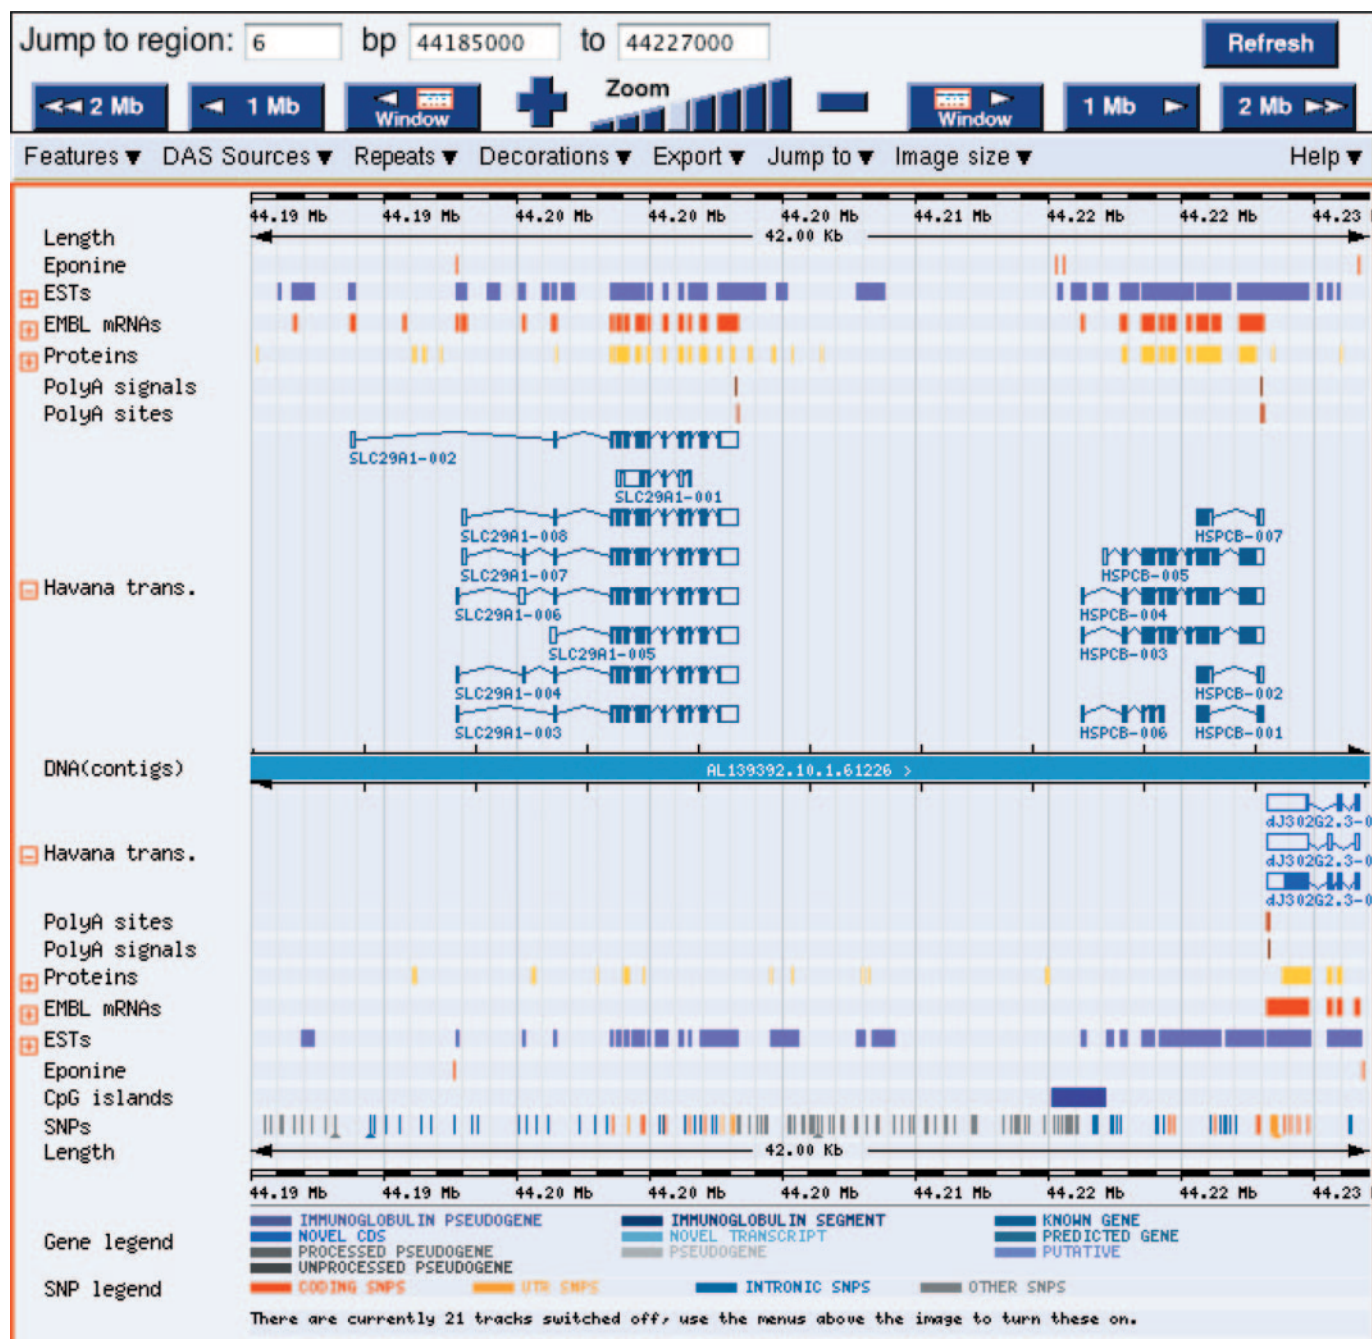 Jump to region: 6 bp 44185000 to 44227000 Refresh
◄◄ 2 Mb ◄ 1 Mb ◄ Window Zoom Window ► 1 Mb ► 2 Mb ►►
Features ▼ DAS Sources ▼ Repeats ▼ Decorations ▼ Export ▼ Jump to ▼ Image size ▼ Help ▼
44.19 Mb 44.19 Mb 44.20 Mb 44.20 Mb 44.20 Mb 44.21 Mb 44.22 Mb 44.22 Mb 44.23
Length 42.00 Kb
Eponine
ESTs
EMBL mRNAs
Proteins
PolyA signals
PolyA sites
SLC29A1-002
SLC29A1-001
SLC29A1-008 HSPCB-007
SLC29A1-007 HSPCB-005
Havana trans.
SLC29A1-006 HSPCB-004
SLC29A1-005 HSPCB-003
SLC29A1-004 HSPCB-002
SLC29A1-003 HSPCB-006 HSPCB-001
DNA(contigs) AL139392.10.1.61226 >
dJ302G2.3-0
Havana trans. dJ302G2.3-0
dJ302G2.3-0
PolyA sites
PolyA signals
Proteins
EMBL mRNAs
ESTs
Eponine
CpG islands
SNPs
Length 42.00 Kb
44.19 Mb 44.19 Mb 44.20 Mb 44.20 Mb 44.20 Mb 44.21 Mb 44.22 Mb 44.22 Mb 44.23
Gene legend
IMMUNOGLOBULIN PSEUDOGENE IMMUNOGLOBULIN SEGMENT KNOWN GENE
NOVEL CDS NOVEL TRANSCRIPT PREDICTED GENE
PROCESSED PSEUDOGENE PSEUDOGENE PUTATIVE
UNPROCESSED PSEUDOGENE
SNP legend CODING SNPS UTR SNPS INTRONIC SNPS OTHER SNPS
There are currently 21 tracks switched off, use the menus above the image to turn these on.